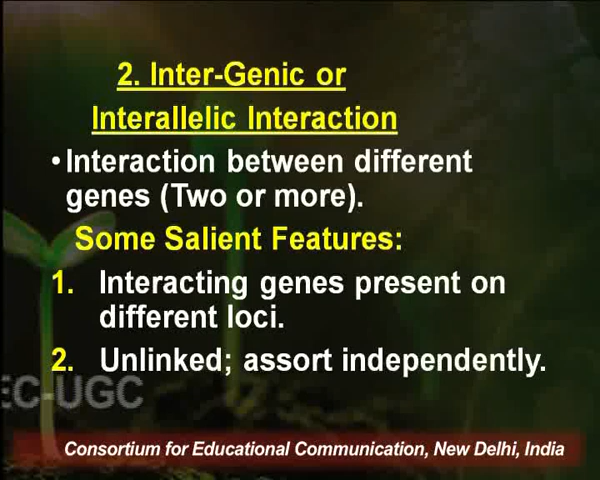 2. Inter-Genic or
Interallelic Interaction
• Interaction between different
genes (Two or more).
Some Salient Features:
1. Interacting genes present on
different loci.
2. Unlinked; assort independently.
EC-UGC
Consortium for Educational Communication, New Delhi, India